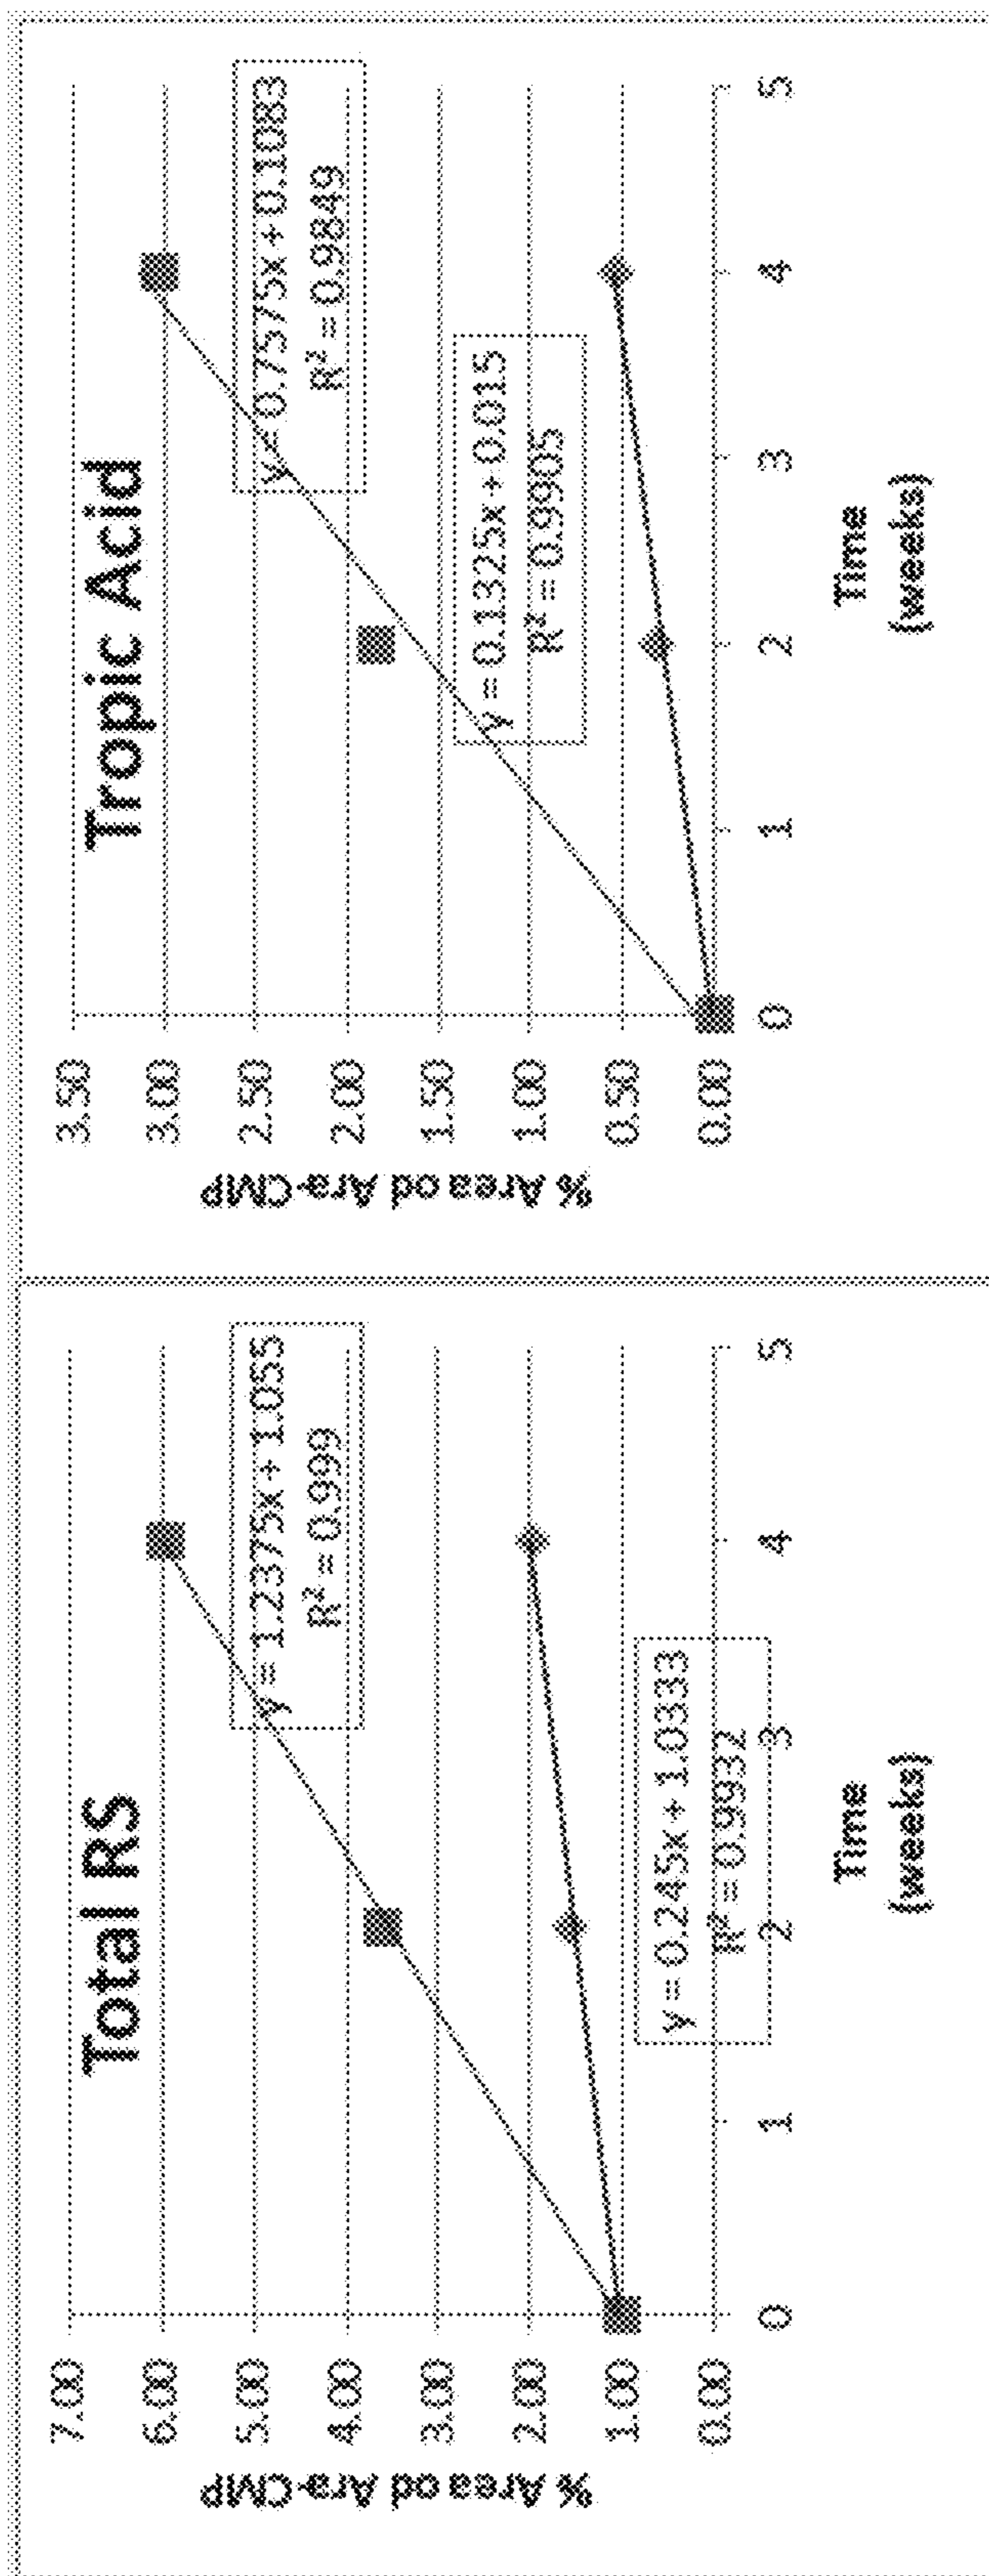 Total RS
7.00
6.00
5.00
4.00
3.00
2.00
1.00
0.00
% Area od Ara-CMP
y = 1.2375x + 1.055
R² = 0.999
y = 0.245x + 1.0333
R² = 0.9932
0 1 2 3 4 5
Time
(weeks)
Tropic Acid
3.50
3.00
2.50
2.00
1.50
1.00
0.50
0.00
% Area od Ara-CMP
y = 0.7575x + 0.1083
R² = 0.9849
y = 0.1325x + 0.015
R² = 0.9905
0 1 2 3 4 5
Time
(weeks)